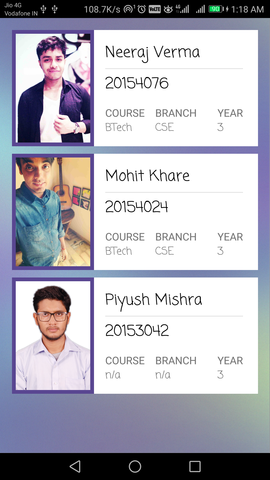 Jio 4G
Vodafone IN
108.7K/s
1:18 AM
Neeraj Verma
20154076
COURSE BRANCH YEAR
BTech CSE 3
Mohit Khare
20154024
COURSE BRANCH YEAR
BTech CSE 3
Piyush Mishra
20153042
COURSE BRANCH YEAR
n/a n/a 3